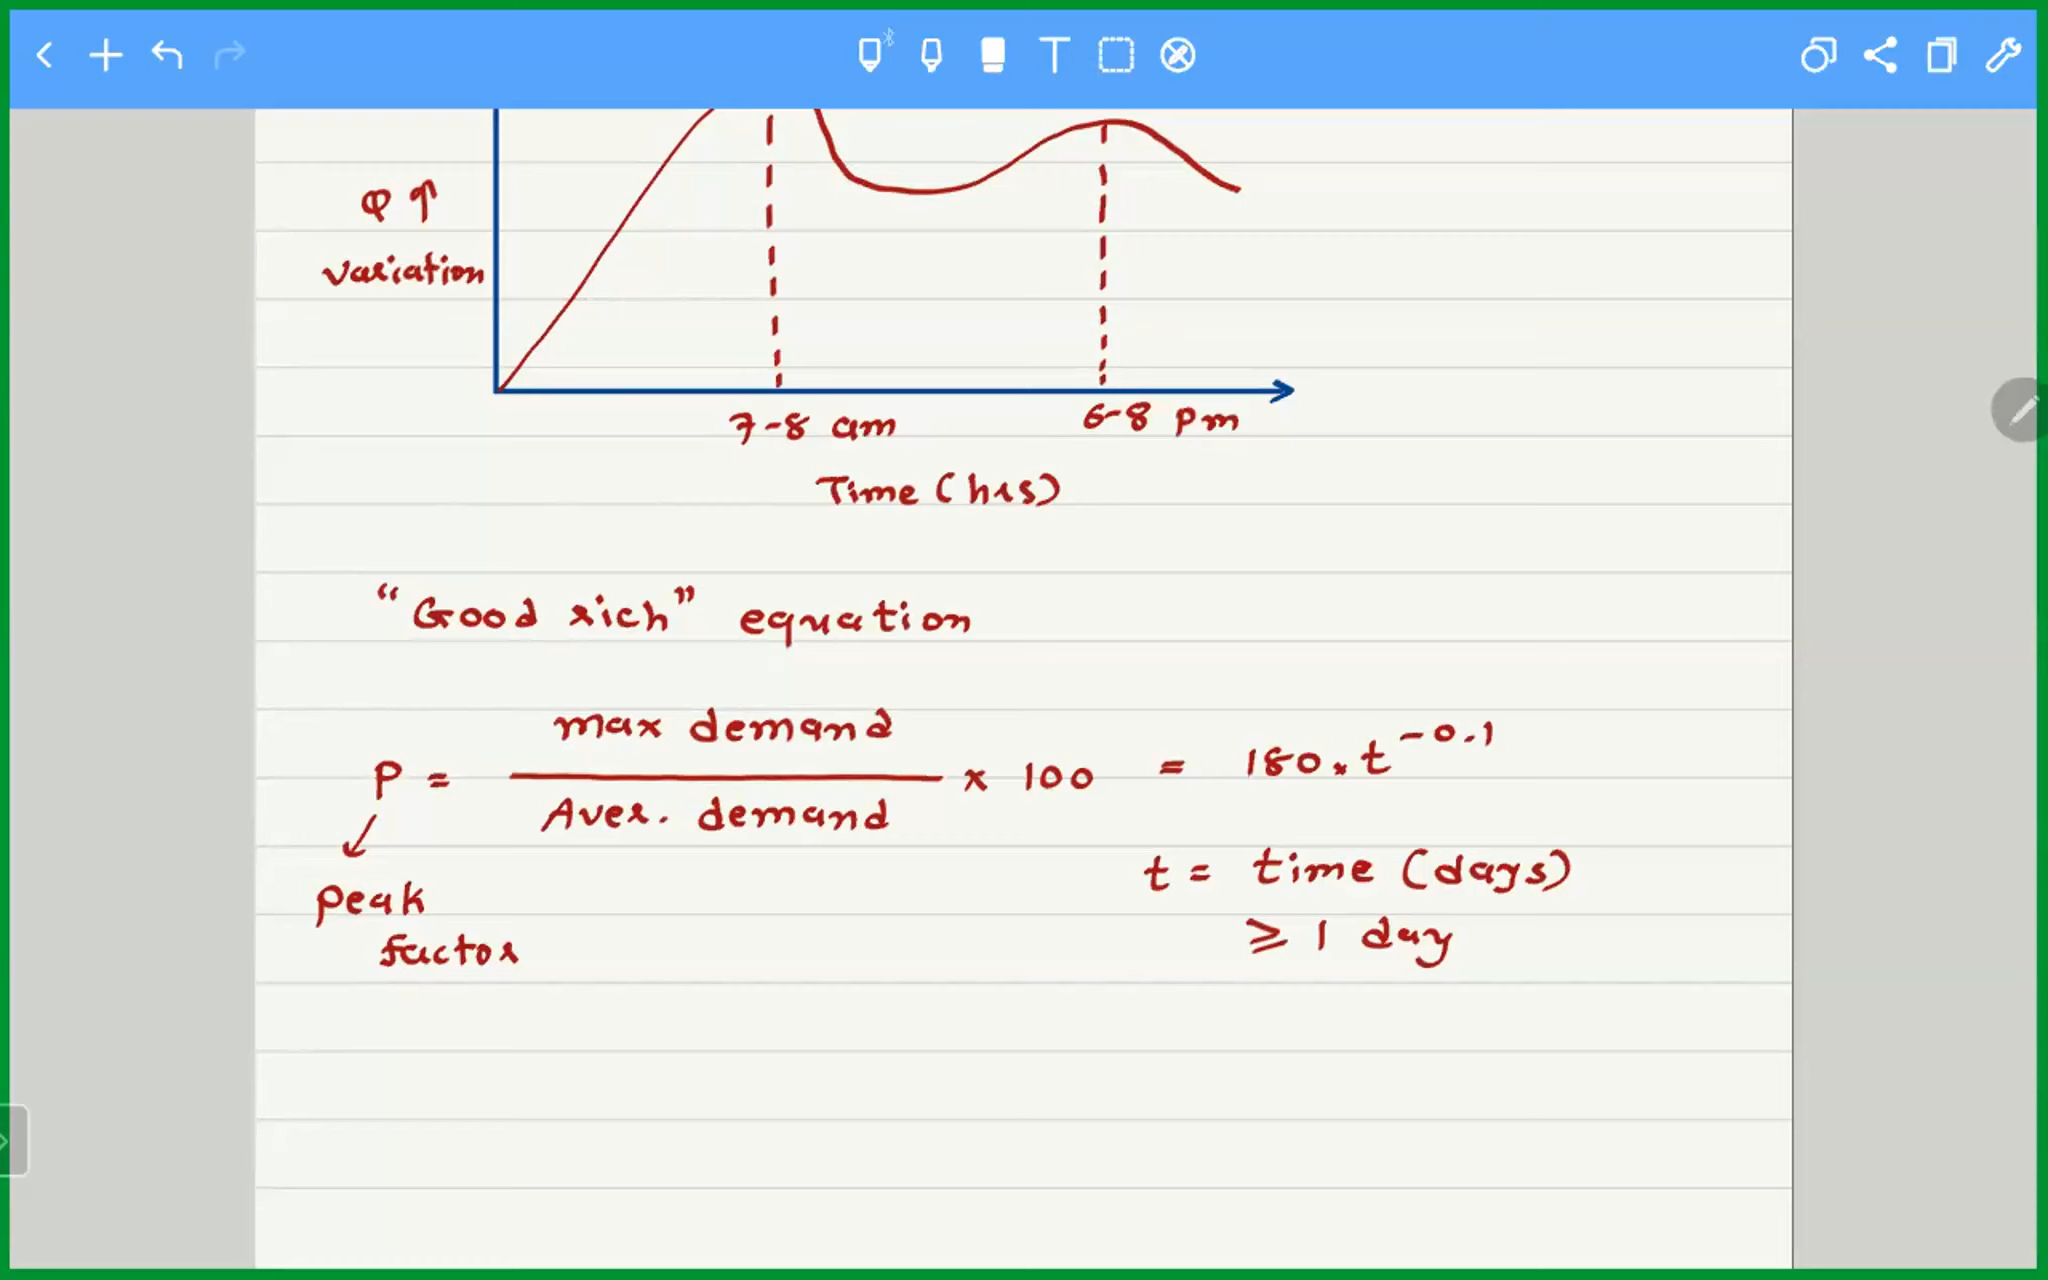 Q ↑
variation
7-8 am
6-8 pm
Time (hrs)
"Good rich" equation
P = max demand / Aver. demand x 100 = 180 * t^-0.1
Peak
factor
t = time (days)
≥ 1 day